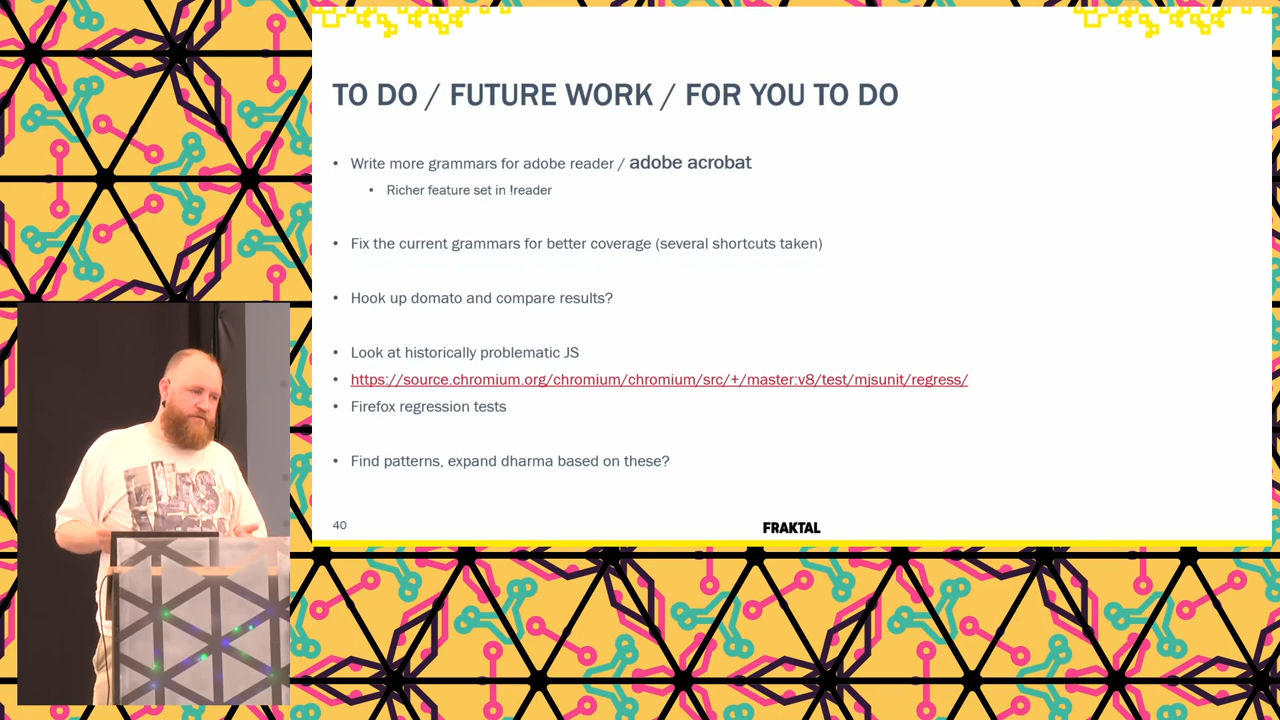 TO DO / FUTURE WORK / FOR YOU TO DO
• Write more grammars for adobe reader / adobe acrobat
• Richer feature set in !reader
• Fix the current grammars for better coverage (several shortcuts taken)
• Hook up domato and compare results?
• Look at historically problematic JS
• https://source.chromium.org/chromium/chromium/src/+/master:v8/test/mjsunit/regress/
• Firefox regression tests
• Find patterns, expand dharma based on these?
40
FRAKTAL